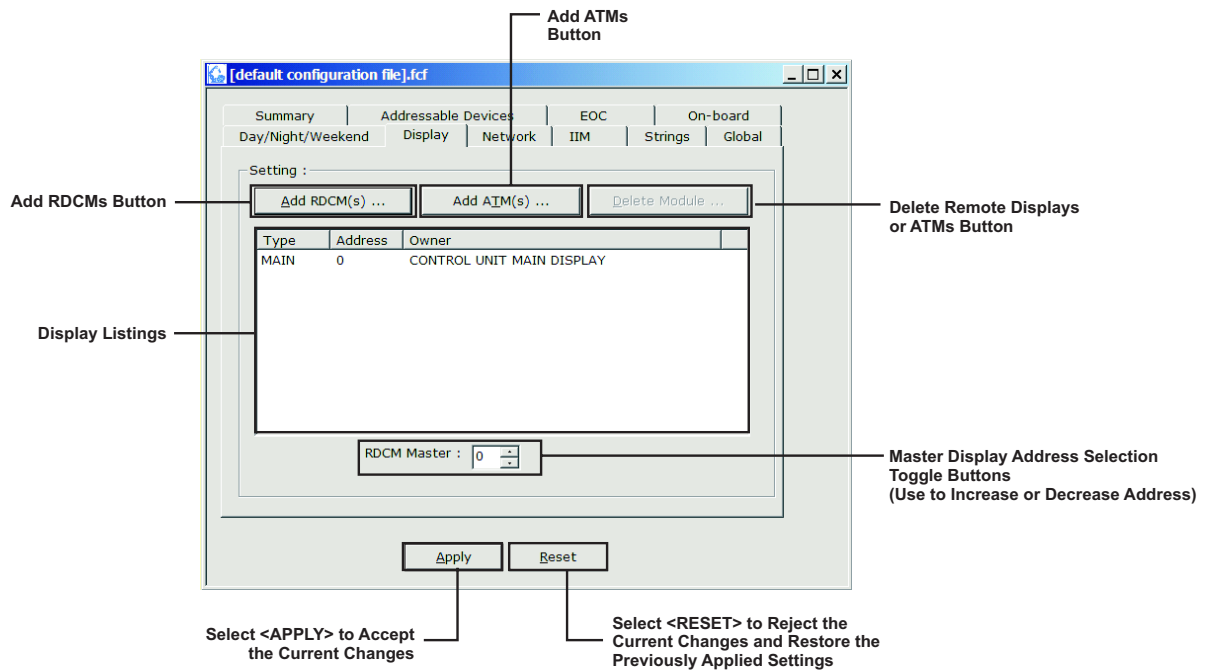 Add ATMs
Button
[default configuration file].fcf
Summary
Addressable Devices
EOC
On-board
Day/Night/Weekend
Display
Network
IIM
Strings
Global
Setting :
Add RDCMs Button
Add RDCM(s) ...
Add ATM(s) ...
Delete Module ...
Delete Remote Displays
or ATMs Button
Type Address Owner
MAIN 0 CONTROL UNIT MAIN DISPLAY
Display Listings
RDCM Master : 0
Master Display Address Selection
Toggle Buttons
(Use to Increase or Decrease Address)
Apply
Reset
Select <APPLY> to Accept
the Current Changes
Select <RESET> to Reject the
Current Changes and Restore the
Previously Applied Settings